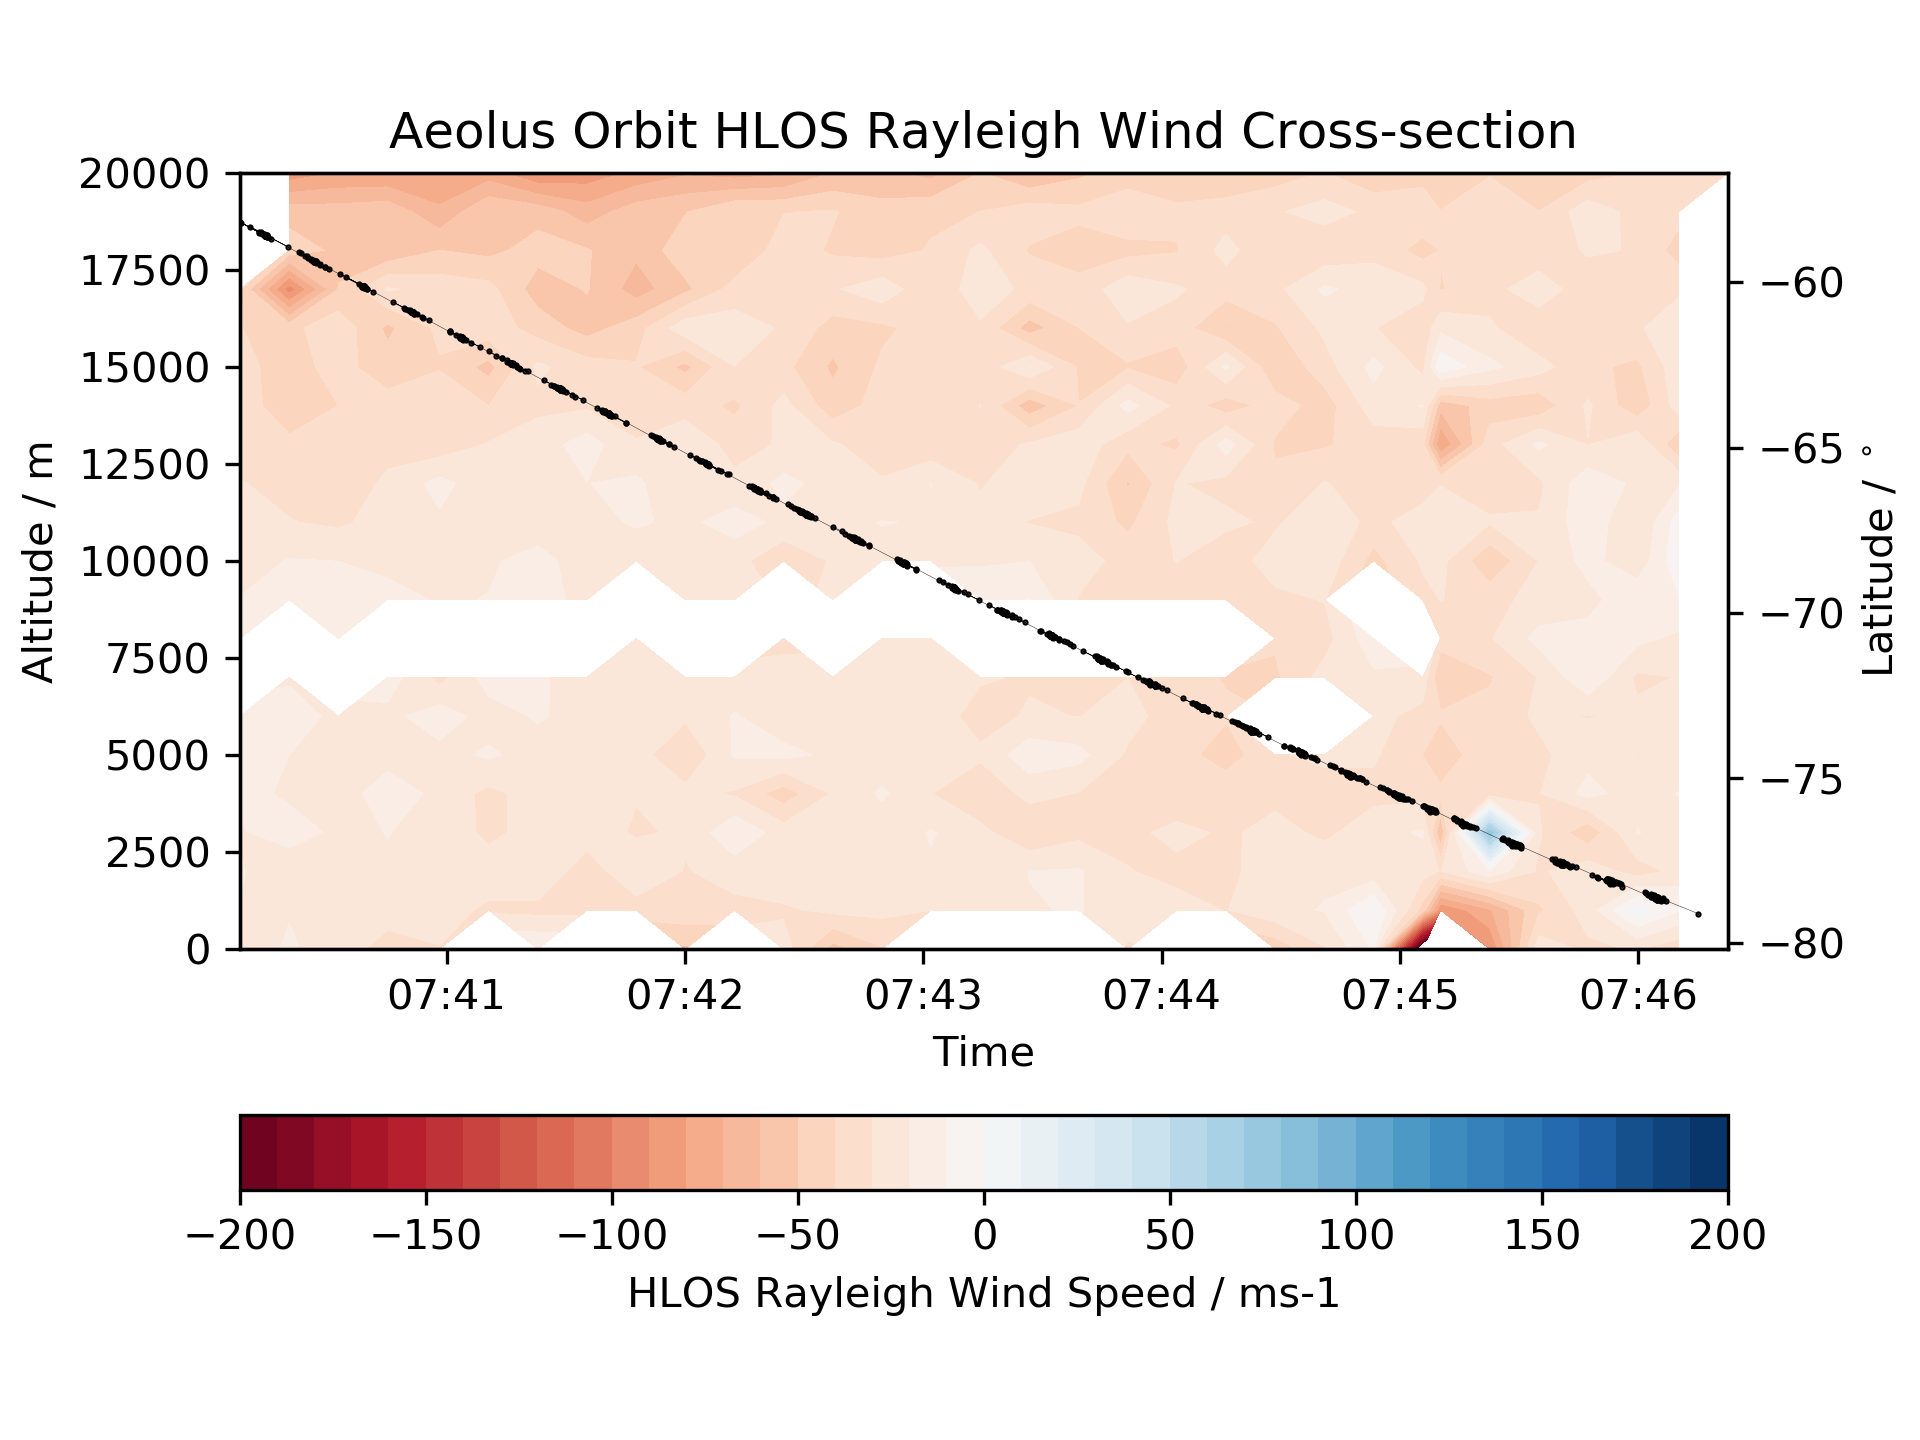 Aeolus Orbit HLOS Rayleigh Wind Cross-section
20000
17500
15000
12500
10000
7500
5000
2500
0
Altitude / m
−60
−65
−70
−75
−80
Latitude / °
07:41 07:42 07:43 07:44 07:45 07:46
Time
−200 −150 −100 −50 0 50 100 150 200
HLOS Rayleigh Wind Speed / ms-1